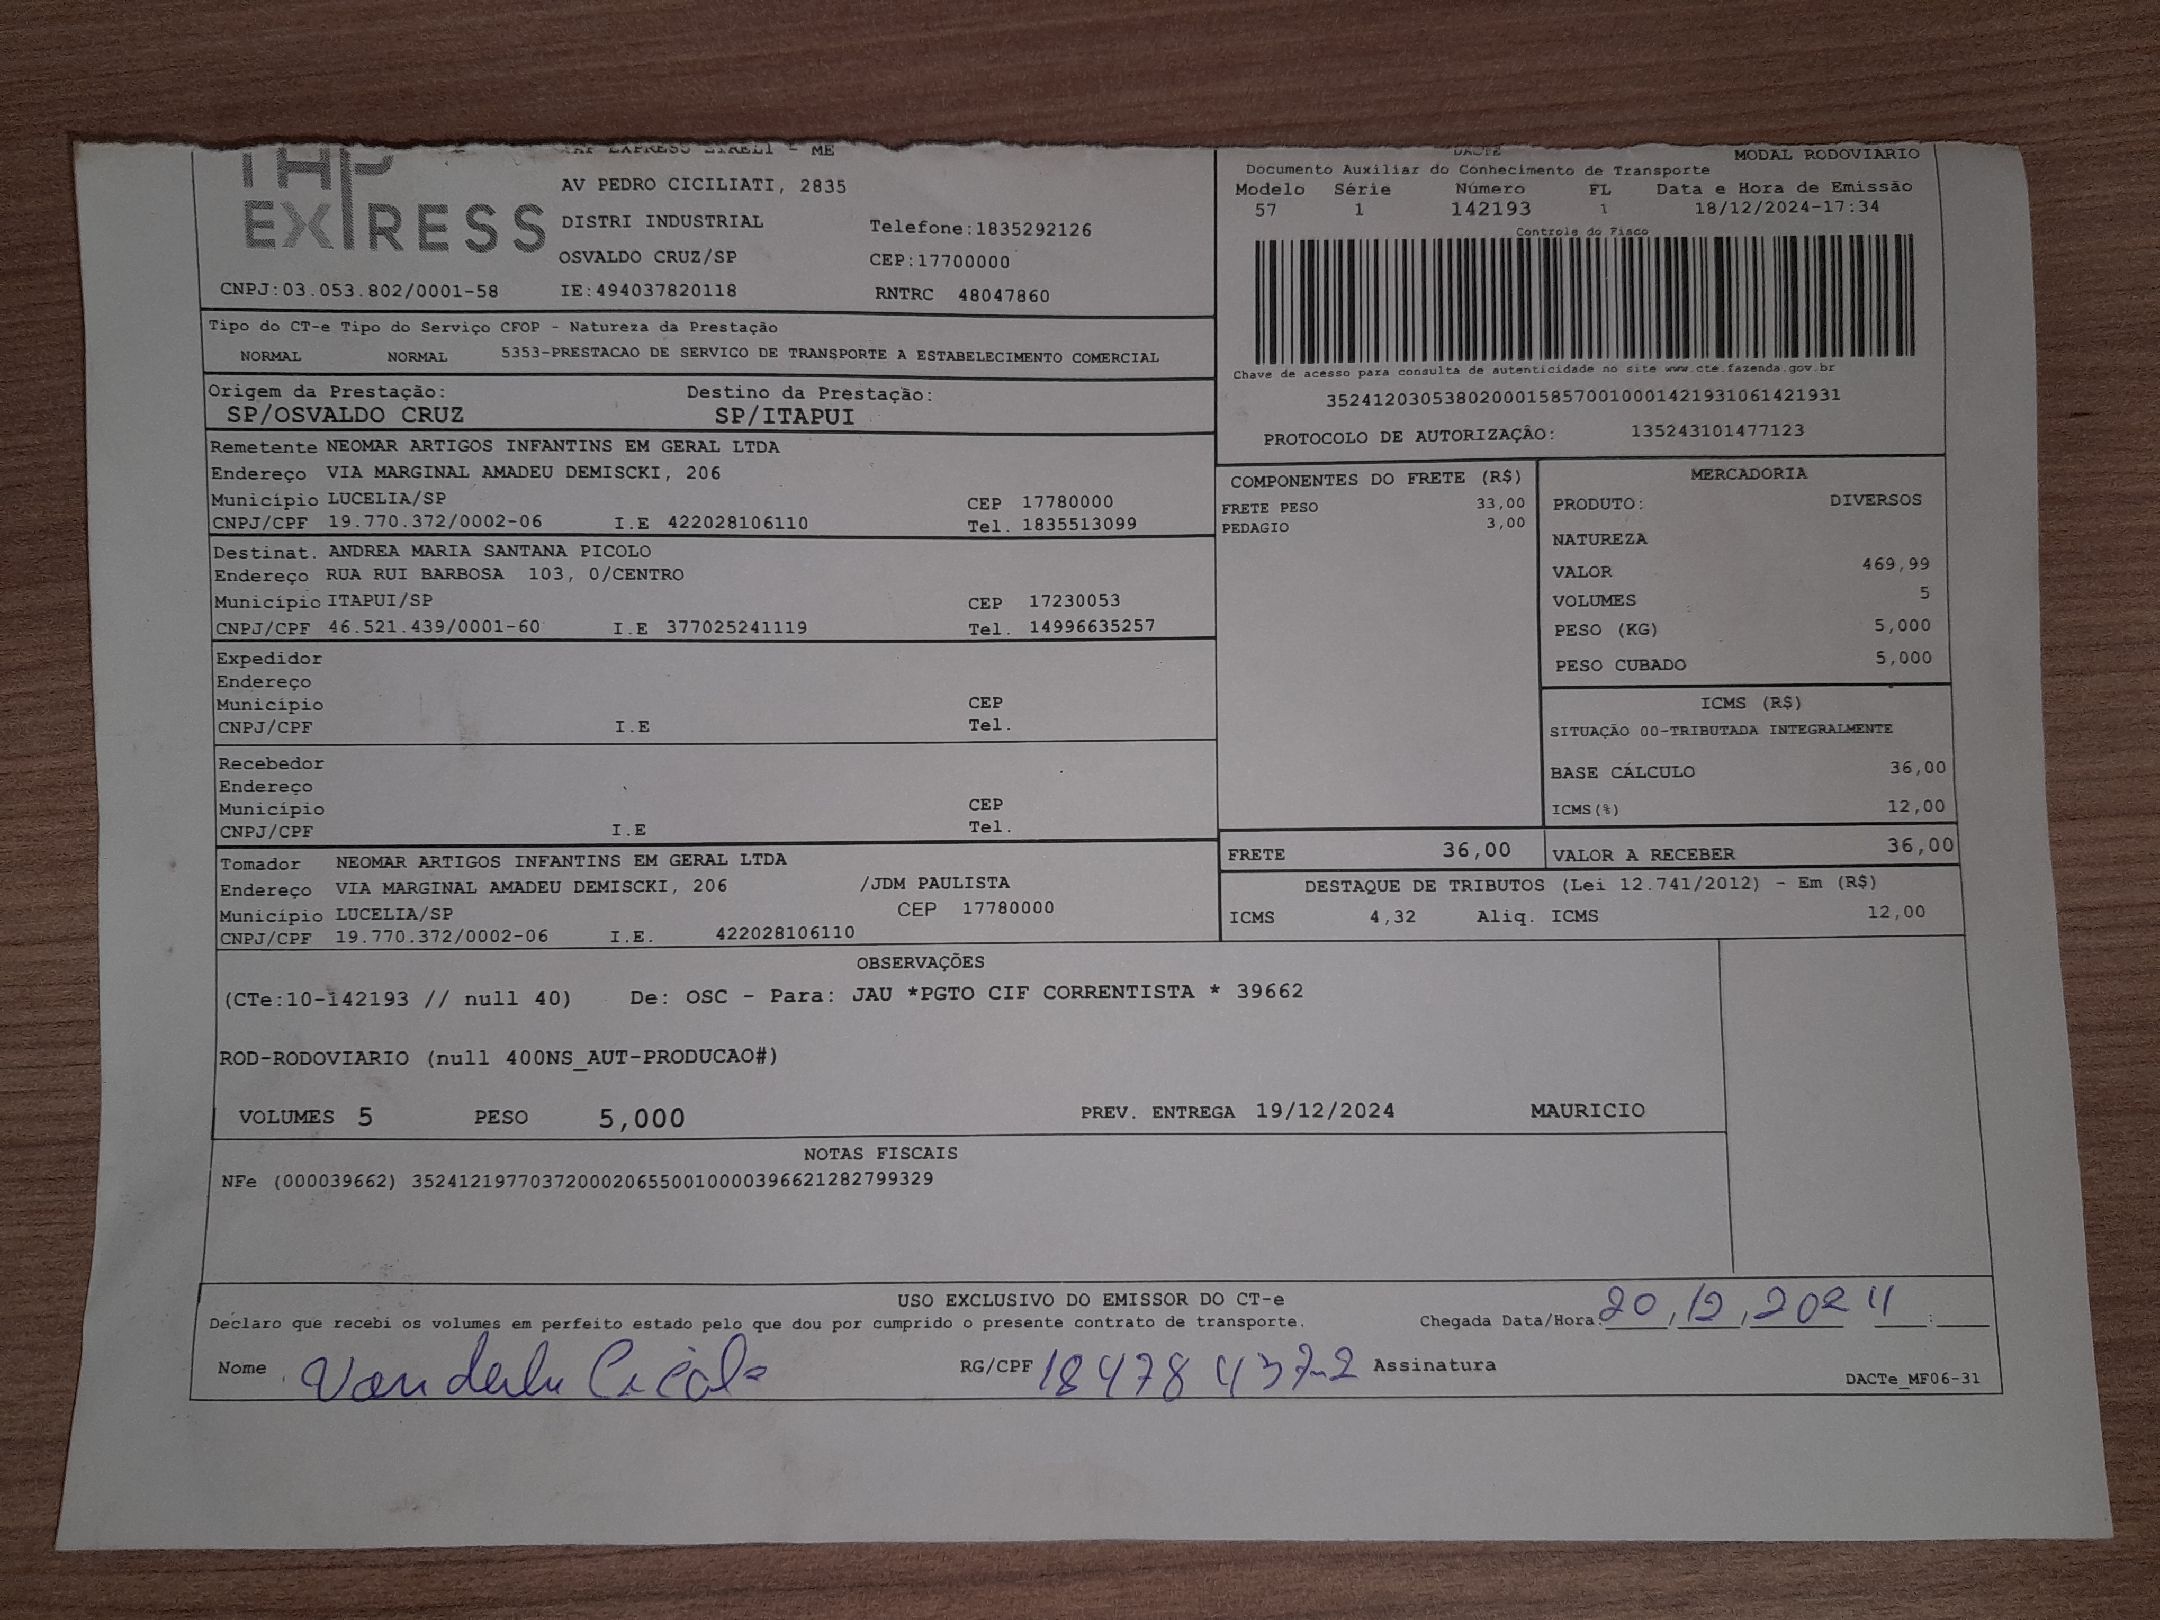 TAP EXPRESS
TAP EXPRESS EIRELI - ME
AV PEDRO CICILIATI, 2835
DISTRI INDUSTRIAL Telefone:1835292126
OSVALDO CRUZ/SP CEP:17700000
CNPJ:03.053.802/0001-58 IE:494037820118 RNTRC 48047860
DACTE MODAL RODOVIARIO
Documento Auxiliar do Conhecimento de Transporte
Modelo Série Número FL Data e Hora de Emissão
57 1 142193 1 18/12/2024-17:34
Controle do Fisco
Chave de acesso para consulta de autenticidade no site www.cte.fazenda.gov.br
35241203053802000158570010001421931061421931
PROTOCOLO DE AUTORIZAÇÃO: 135243101477123
Tipo do CT-e Tipo do Serviço CFOP - Natureza da Prestação
NORMAL NORMAL 5353-PRESTACAO DE SERVICO DE TRANSPORTE A ESTABELECIMENTO COMERCIAL
Origem da Prestação: Destino da Prestação:
SP/OSVALDO CRUZ SP/ITAPUI
Remetente NEOMAR ARTIGOS INFANTINS EM GERAL LTDA
Endereço VIA MARGINAL AMADEU DEMISCKI, 206
Município LUCELIA/SP CEP 17780000
CNPJ/CPF 19.770.372/0002-06 I.E 422028106110 Tel. 1835513099
Destinat. ANDREA MARIA SANTANA PICOLO
Endereço RUA RUI BARBOSA 103, 0/CENTRO
Município ITAPUI/SP CEP 17230053
CNPJ/CPF 46.521.439/0001-60 I.E 377025241119 Tel. 14996635257
Expedidor
Endereço
Município CEP
CNPJ/CPF I.E Tel.
Recebedor
Endereço
Município CEP
CNPJ/CPF I.E Tel.
Tomador NEOMAR ARTIGOS INFANTINS EM GERAL LTDA
Endereço VIA MARGINAL AMADEU DEMISCKI, 206 /JDM PAULISTA
Município LUCELIA/SP CEP 17780000
CNPJ/CPF 19.770.372/0002-06 I.E. 422028106110
COMPONENTES DO FRETE (R$)
FRETE PESO 33,00
PEDAGIO 3,00
MERCADORIA
PRODUTO: DIVERSOS
NATUREZA
VALOR 469,99
VOLUMES 5
PESO (KG) 5,000
PESO CUBADO 5,000
ICMS (R$)
SITUAÇÃO 00-TRIBUTADA INTEGRALMENTE
BASE CÁLCULO 36,00
ICMS(%) 12,00
FRETE 36,00 VALOR A RECEBER 36,00
DESTAQUE DE TRIBUTOS (Lei 12.741/2012) - Em (R$)
ICMS 4,32 Aliq. ICMS 12,00
OBSERVAÇÕES
(CTe:10-142193 // null 40) De: OSC - Para: JAU *PGTO CIF CORRENTISTA * 39662
ROD-RODOVIARIO (null 400NS_AUT-PRODUCAO#)
VOLUMES 5 PESO 5,000 PREV. ENTREGA 19/12/2024 MAURICIO
NOTAS FISCAIS
NFe (000039662) 35241219770372000206550010000396621282799329
USO EXCLUSIVO DO EMISSOR DO CT-e
Declaro que recebi os volumes em perfeito estado pelo que dou por cumprido o presente contrato de transporte. Chegada Data/Hora: 20,12,2024
Nome RG/CPF Assinatura
DACTe_MF06-31